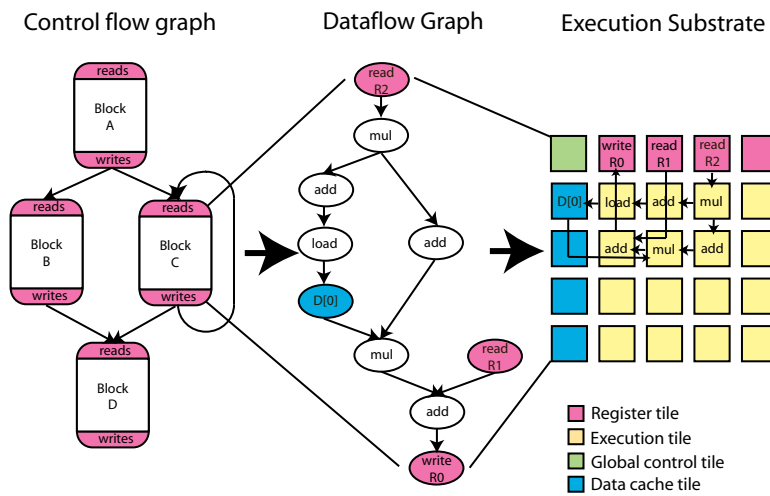 Control flow graph
Dataflow Graph
Execution Substrate
reads
Block
A
writes
reads
Block
B
writes
reads
Block
C
writes
reads
Block
D
writes
read
R2
mul
add
load
add
D[0]
mul
read
R1
add
write
R0
write
R0
read
R1
read
R2
D[0]
load
add
mul
add
mul
add
Register tile
Execution tile
Global control tile
Data cache tile